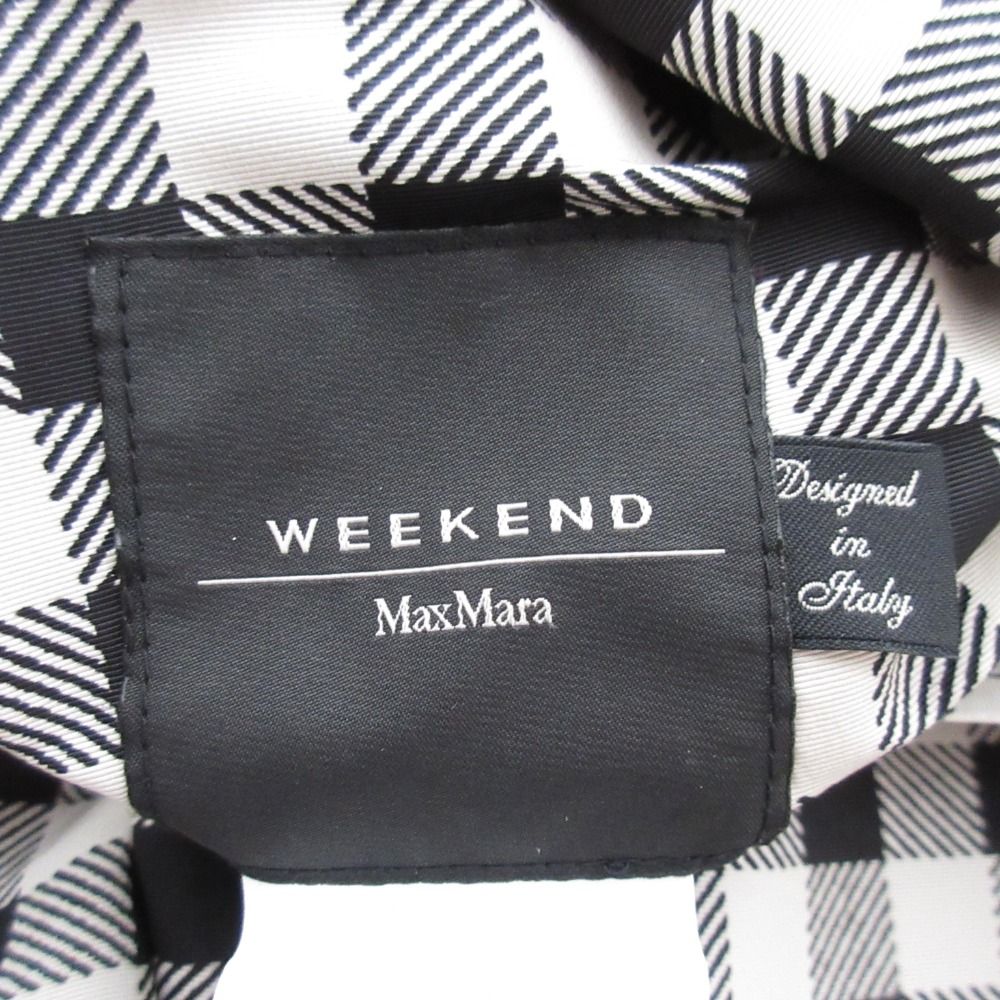 WEEKEND
MaxMara
Designed
in
Italy